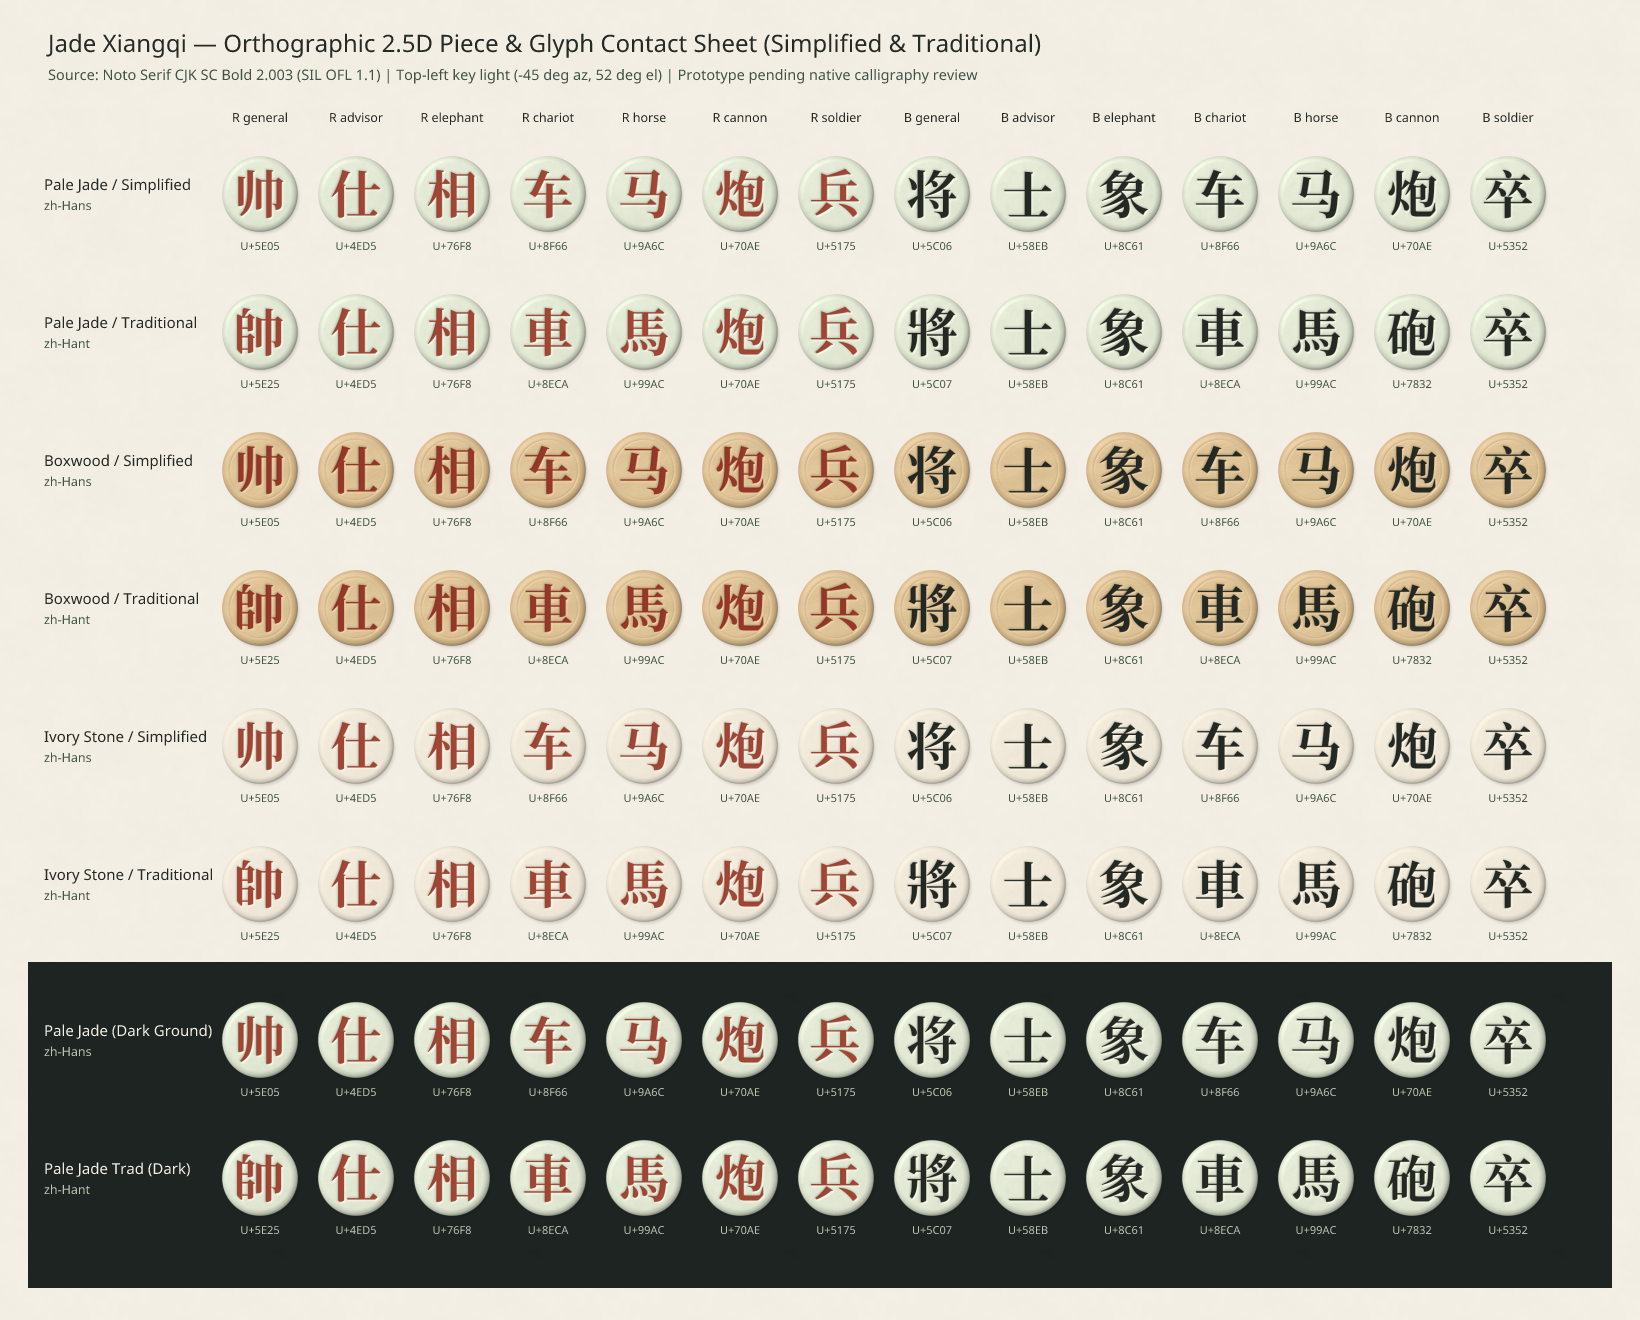 Jade Xiangqi — Orthographic 2.5D Piece & Glyph Contact Sheet (Simplified & Traditional)
Source: Noto Serif CJK SC Bold 2.003 (SIL OFL 1.1) | Top-left key light (-45 deg az, 52 deg el) | Prototype pending native calligraphy review
R general R advisor R elephant R chariot R horse R cannon R soldier B general B advisor B elephant B chariot B horse B cannon B soldier
Pale Jade / Simplified
zh-Hans
帅 仕 相 车 马 炮 兵 将 士 象 车 马 炮 卒
U+5E05 U+4ED5 U+76F8 U+8F66 U+9A6C U+70AE U+5175 U+5C06 U+58EB U+8C61 U+8F66 U+9A6C U+70AE U+5352
Pale Jade / Traditional
zh-Hant
帥 仕 相 車 馬 炮 兵 將 士 象 車 馬 砲 卒
U+5E25 U+4ED5 U+76F8 U+8ECA U+99AC U+70AE U+5175 U+5C07 U+58EB U+8C61 U+8ECA U+99AC U+7832 U+5352
Boxwood / Simplified
zh-Hans
帅 仕 相 车 马 炮 兵 将 士 象 车 马 炮 卒
U+5E05 U+4ED5 U+76F8 U+8F66 U+9A6C U+70AE U+5175 U+5C06 U+58EB U+8C61 U+8F66 U+9A6C U+70AE U+5352
Boxwood / Traditional
zh-Hant
帥 仕 相 車 馬 炮 兵 將 士 象 車 馬 砲 卒
U+5E25 U+4ED5 U+76F8 U+8ECA U+99AC U+70AE U+5175 U+5C07 U+58EB U+8C61 U+8ECA U+99AC U+7832 U+5352
Ivory Stone / Simplified
zh-Hans
帅 仕 相 车 马 炮 兵 将 士 象 车 马 炮 卒
U+5E05 U+4ED5 U+76F8 U+8F66 U+9A6C U+70AE U+5175 U+5C06 U+58EB U+8C61 U+8F66 U+9A6C U+70AE U+5352
Ivory Stone / Traditional
zh-Hant
帥 仕 相 車 馬 炮 兵 將 士 象 車 馬 砲 卒
U+5E25 U+4ED5 U+76F8 U+8ECA U+99AC U+70AE U+5175 U+5C07 U+58EB U+8C61 U+8ECA U+99AC U+7832 U+5352
Pale Jade (Dark Ground)
zh-Hans
帅 仕 相 车 马 炮 兵 将 士 象 车 马 炮 卒
U+5E05 U+4ED5 U+76F8 U+8F66 U+9A6C U+70AE U+5175 U+5C06 U+58EB U+8C61 U+8F66 U+9A6C U+70AE U+5352
Pale Jade Trad (Dark)
zh-Hant
帥 仕 相 車 馬 炮 兵 將 士 象 車 馬 砲 卒
U+5E25 U+4ED5 U+76F8 U+8ECA U+99AC U+70AE U+5175 U+5C07 U+58EB U+8C61 U+8ECA U+99AC U+7832 U+5352